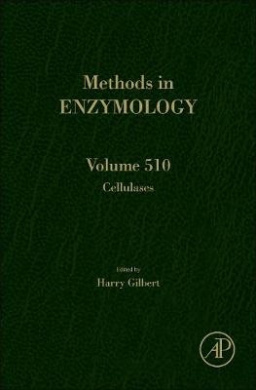 Methods in
ENZYMOLOGY
Volume 510
Cellulases
Edited by
Harry Gilbert
AP